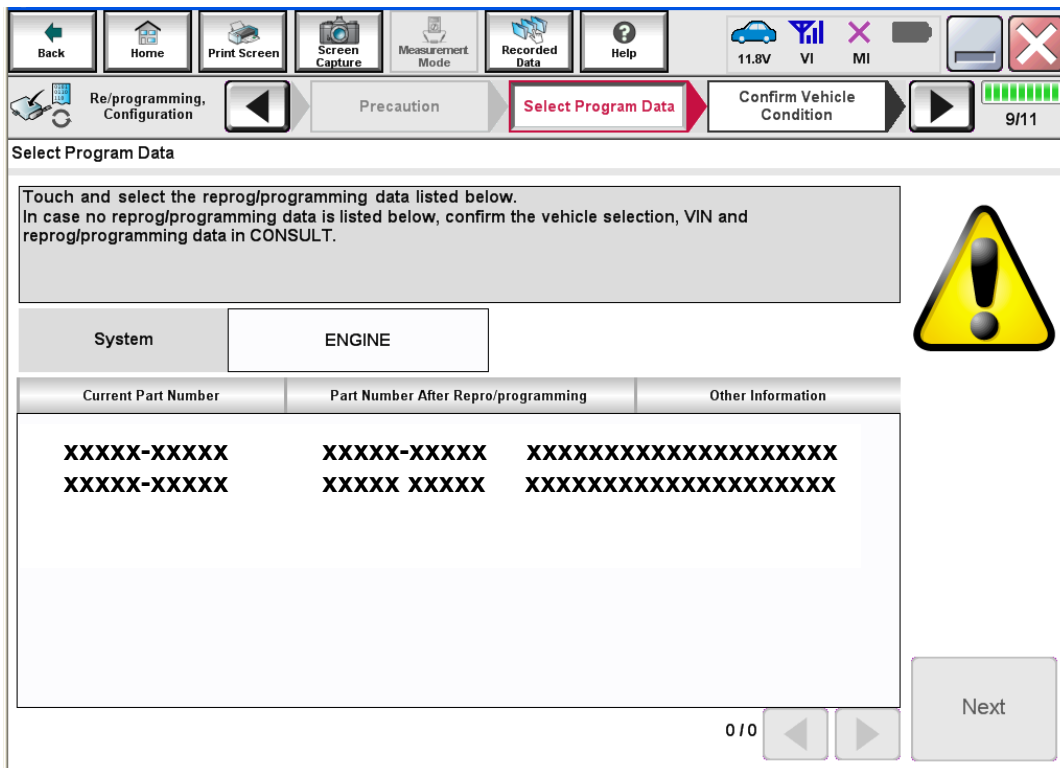 Back
Home
Print Screen
Screen Capture
Measurement Mode
Recorded Data
Help
11.8V
VI
MI
Re/programming, Configuration
Precaution
Select Program Data
Confirm Vehicle Condition
9/11
Select Program Data
Touch and select the reprog/programming data listed below.
In case no reprog/programming data is listed below, confirm the vehicle selection, VIN and
reprog/programming data in CONSULT.
System
ENGINE
Current Part Number
Part Number After Repro/programming
Other Information
XXXXX-XXXXX XXXXX-XXXXX XXXXXXXXXXXXXXXXXXXX
XXXXX-XXXXX XXXXX XXXXX XXXXXXXXXXXXXXXXXXXX
0/0
Next